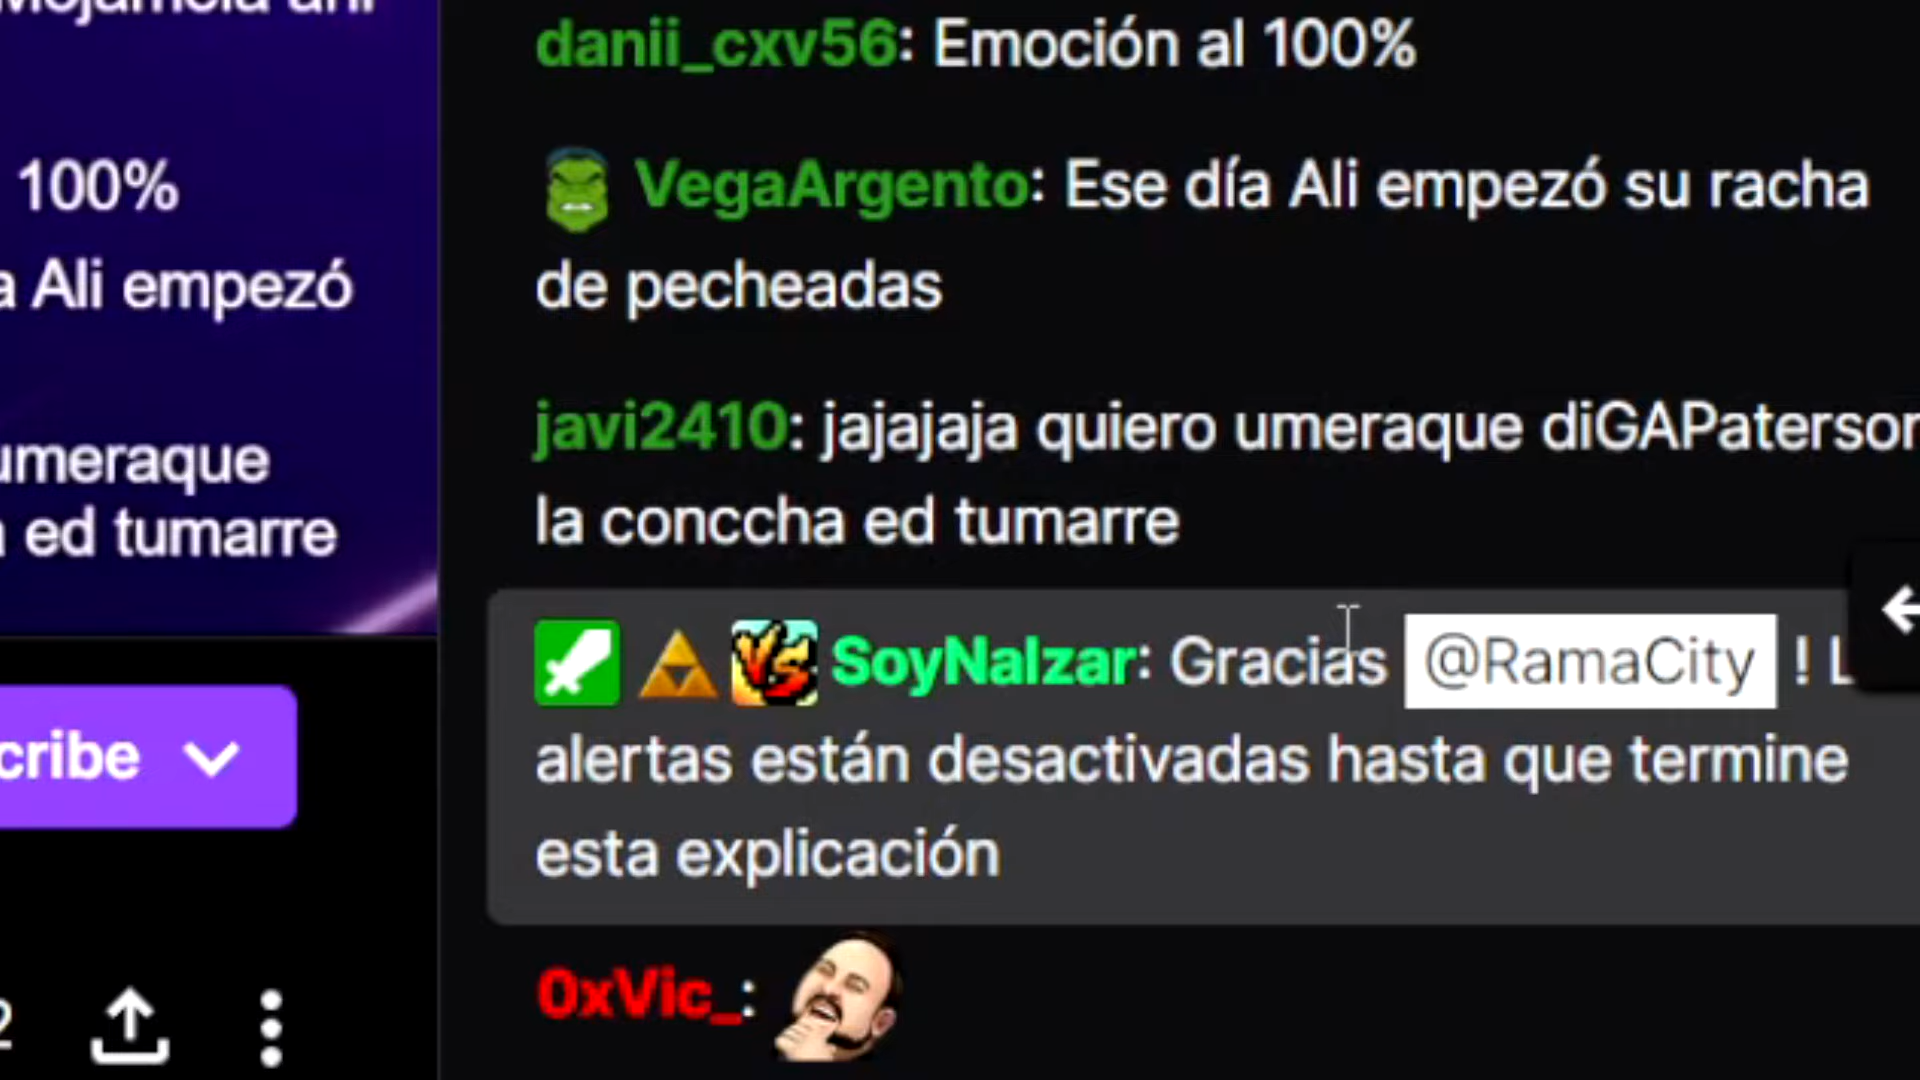 100%
Ali empezó
umeraque
ed tumarre
cribe
2
danii_cxv56: Emoción al 100%
VegaArgento: Ese día Ali empezó su racha
de pecheadas
javi2410: jajajaja quiero umeraque diGAPaterson
la conccha ed tumarre
VS SoyNalzar: Gracias @RamaCity ! L
alertas están desactivadas hasta que termine
esta explicación
0xVic_: